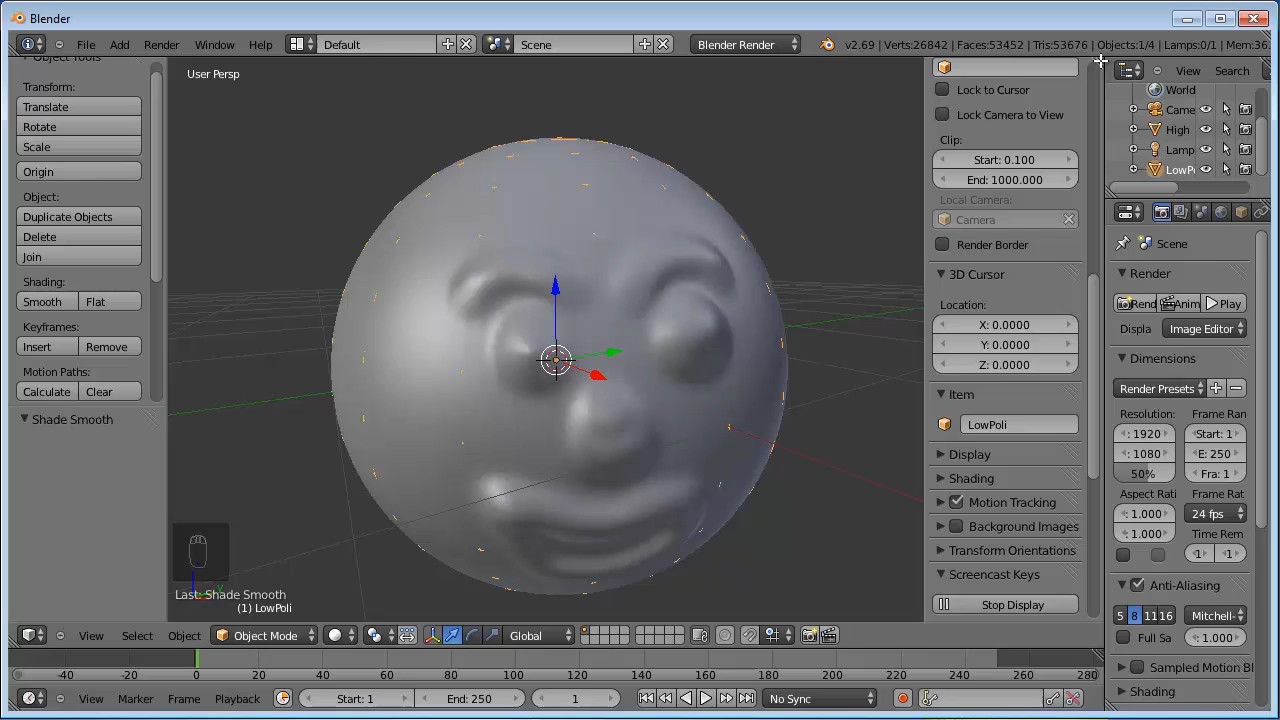 Blender
File Add Render Window Help Default Scene Blender Render v2.69 | Verts:26842 | Faces:53452 | Tris:53676 | Objects:1/4 | Lamps:0/1 | Mem:36.
Object Tools
Transform:
Translate
Rotate
Scale
Origin
Object:
Duplicate Objects
Delete
Join
Shading:
Smooth Flat
Keyframes:
Insert Remove
Motion Paths:
Calculate Clear
Shade Smooth
User Persp
Last: Shade Smooth
(1) LowPoli
Lock to Cursor
Lock Camera to View
Clip:
Start: 0.100
End: 1000.000
Local Camera:
Camera
Render Border
3D Cursor
Location:
X: 0.0000
Y: 0.0000
Z: 0.0000
Item
LowPoli
Display
Shading
Motion Tracking
Background Images
Transform Orientations
Screencast Keys
Stop Display
View Search
World
Came
High
Lamp
LowPo
Scene
Render
Rend Anim Play
Displa Image Editor
Dimensions
Render Presets
Resolution: Frame Ran
: 1920 Start: 1
: 1080 E: 250
50% Fra: 1
Aspect Rati Frame Rat
: 1.000 24 fps
: 1.000 Time Rem
1 1
Anti-Aliasing
5 8 11 16 Mitchell-
Full Sa : 1.000
Sampled Motion Bl
Shading
View Select Object Object Mode Global
-40 -20 0 20 40 60 80 100 120 140 160 180 200 220 240 260 280
View Marker Frame Playback Start: 1 End: 250 1 No Sync